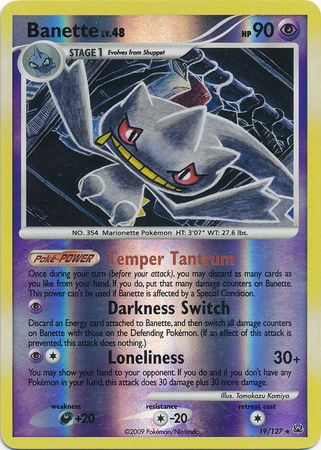 Banette LV.48 HP 90
STAGE 1 Evolves from Shuppet
NO. 354 Marionette Pokémon HT: 3'07" WT: 27.6 lbs.
Poké-POWER Temper Tantrum
Once during your turn (before your attack), you may discard as many cards as
you like from your hand. If you do, put that many damage counters on Banette.
This power can't be used if Banette is affected by a Special Condition.
Darkness Switch
Discard an Energy card attached to Banette, and then switch all damage counters
on Banette with those on the Defending Pokémon. (If an effect of this attack is
prevented, this attack does nothing.)
Loneliness 30+
You may show your hand to your opponent. If you do and if you don't have any
Pokémon in your hand, this attack does 30 damage plus 30 more damage.
Illus. Tomokazu Komiya
weakness resistance retreat cost
+20 -20
©2009 Pokémon/Nintendo 19/127 ★